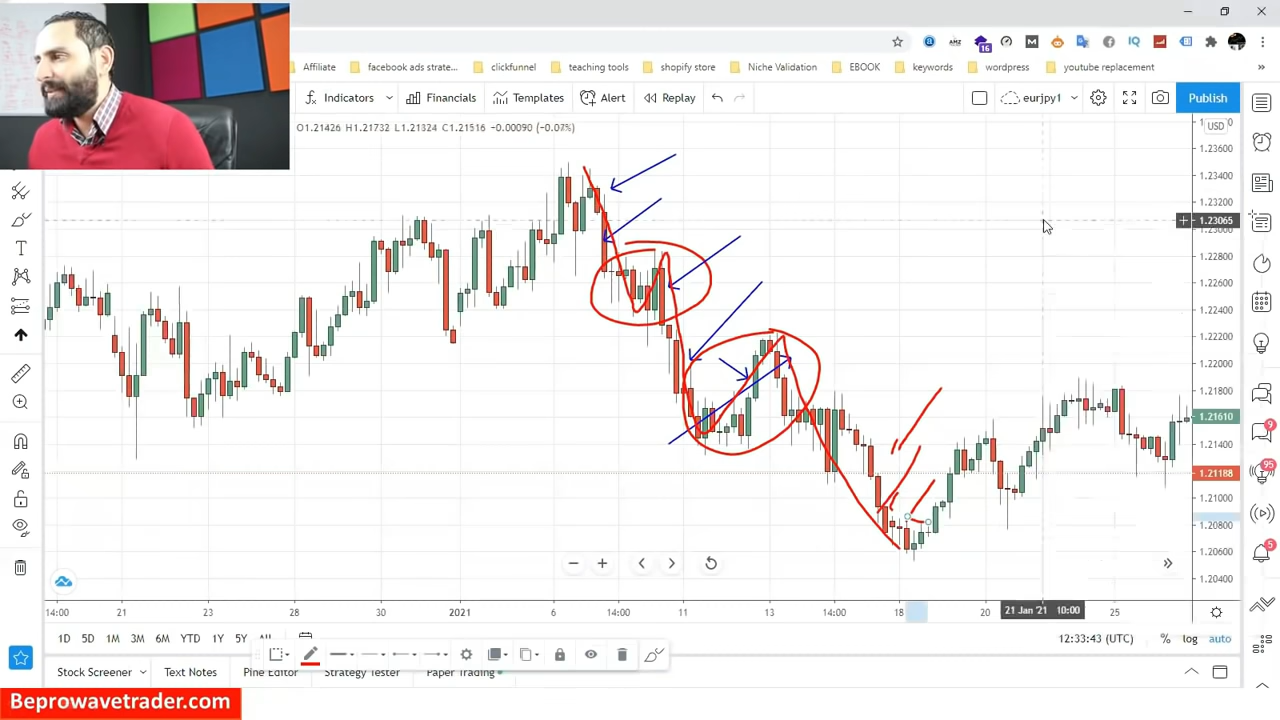 16
Affiliate
facebook ads strate...
clickfunnel
teaching tools
shopify store
Niche Validation
EBOOK
keywords
wordpress
youtube replacement
»
Indicators
Financials
Templates
Alert
Replay
eurjpy1
Publish
O1.21426 H1.21732 L1.21324 C1.21516 -0.00090 (-0.07%)
USD
1.23600
1.23400
1.23200
1.23065
1.23000
1.22800
1.22600
1.22400
1.22200
1.22000
1.21800
1.21610
1.21400
1.21188
1.21000
1.20800
1.20600
1.20400
9
95
5
14:00
21
23
28
30
2021
6
14:00
11
13
14:00
18
20
21 Jan '21 10:00
25
1D
5D
1M
3M
6M
YTD
1Y
5Y
12:33:43 (UTC)
%
log
auto
Stock Screener
Text Notes
Pine Editor
Strategy Tester
Paper Trading
Beprowavetrader.com